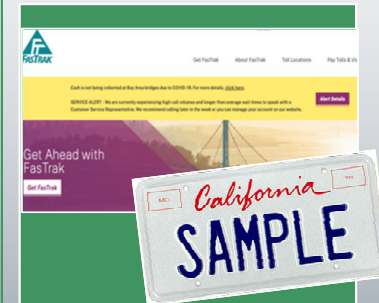 FASTRAK
Get FasTrak About FasTrak Toll Locations Pay Tolls & Vio
Cash is not being collected at Bay Area bridges due to COVID-19. For more details, click here.
SERVICE ALERT - We are currently experiencing high call volumes and longer than average wait times to speak with a
Customer Service Representative. We recommend calling later in the week or you can manage your account on our website.
Alert Details
Get Ahead with
FasTrak
Get FasTrak
MO California YR
SAMPLE